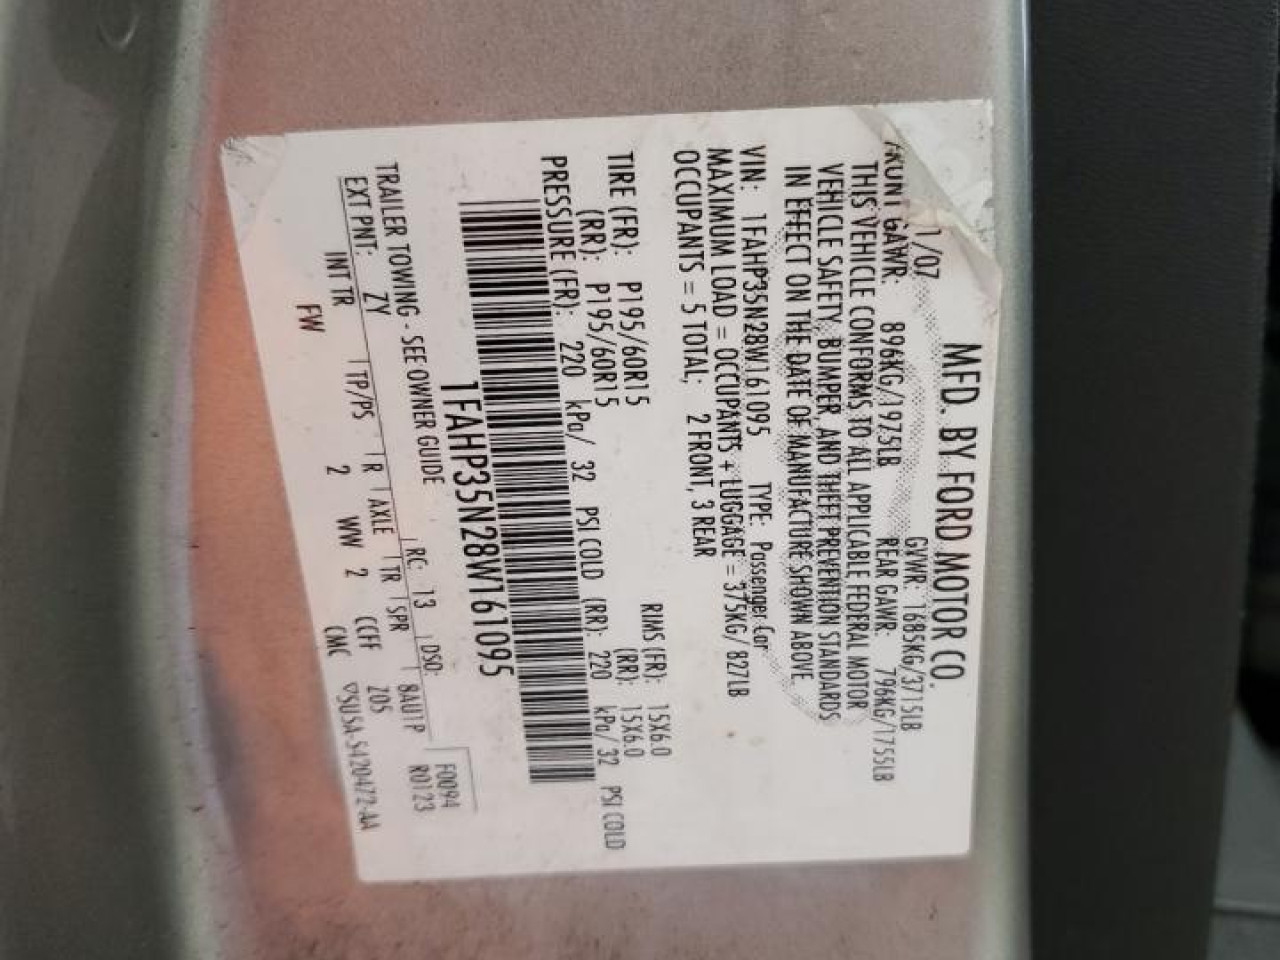 MFD. BY FORD MOTOR CO.
1/07 GVWR: 1685KG/3715LB
FRONT GAWR: 896KG/1975LB REAR GAWR: 796KG/1755LB
THIS VEHICLE CONFORMS TO ALL APPLICABLE FEDERAL MOTOR
VEHICLE SAFETY, BUMPER, AND THEFT PREVENTION STANDARDS
IN EFFECT ON THE DATE OF MANUFACTURE SHOWN ABOVE.
VIN: 1FAHP35N28W161095 TYPE: Passenger Car
MAXIMUM LOAD = OCCUPANTS + LUGGAGE = 375KG/827LB
OCCUPANTS = 5 TOTAL; 2 FRONT, 3 REAR
TIRE (FR): P195/60R15 RIMS (FR): 15X6.0
(RR): P195/60R15 (RR): 15X6.0
PRESSURE (FR): 220 kPa/ 32 PSI COLD (RR): 220 kPa/ 32 PSI COLD
1FAHP35N28W161095
F0094
R0123
TRAILER TOWING - SEE OWNER GUIDE RC: 13 DSO: 8AU1P
EXT PNT: ZY
INT TR TP/PS R AXLE TR SPR
FW 2 WW 2 CCFF 205
CMC ▽5U5A-5420472-AA